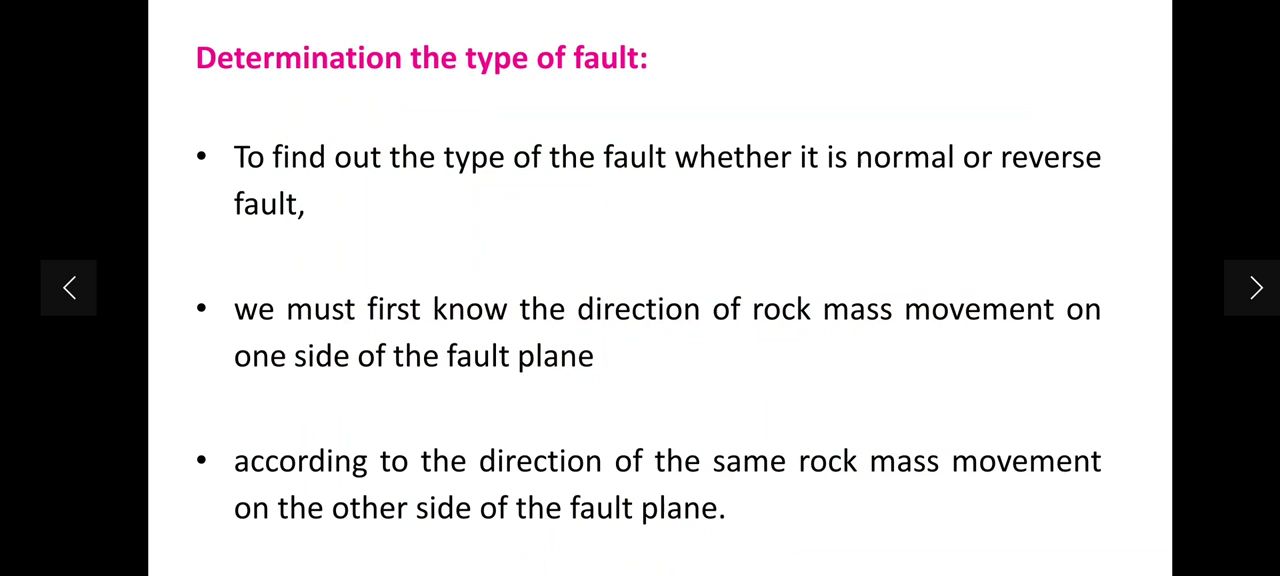 Determination the type of fault:
• To find out the type of the fault whether it is normal or reverse
fault,
• we must first know the direction of rock mass movement on
one side of the fault plane
• according to the direction of the same rock mass movement
on the other side of the fault plane.